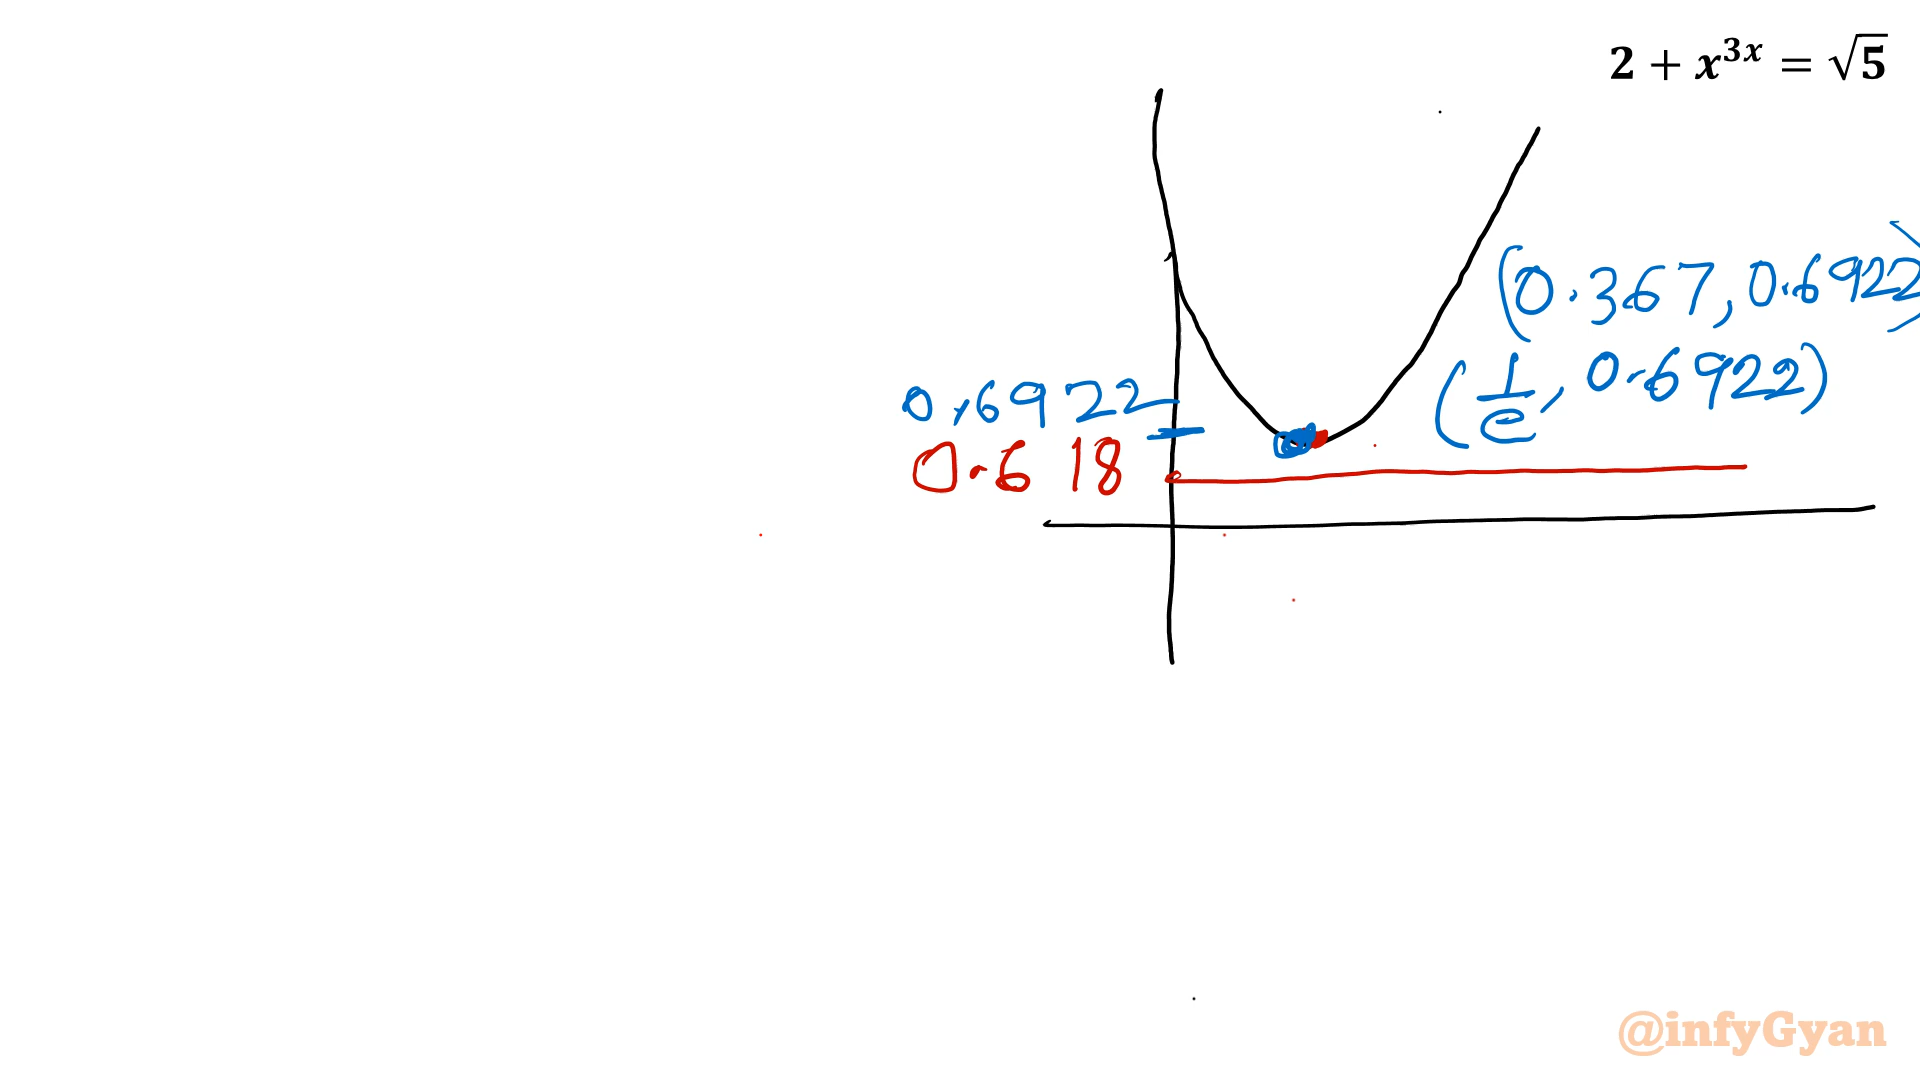 2 + x^{3x} = √5
(0.367, 0.6922)
(1/e, 0.6922)
0.6922
0.618
@infyGyan